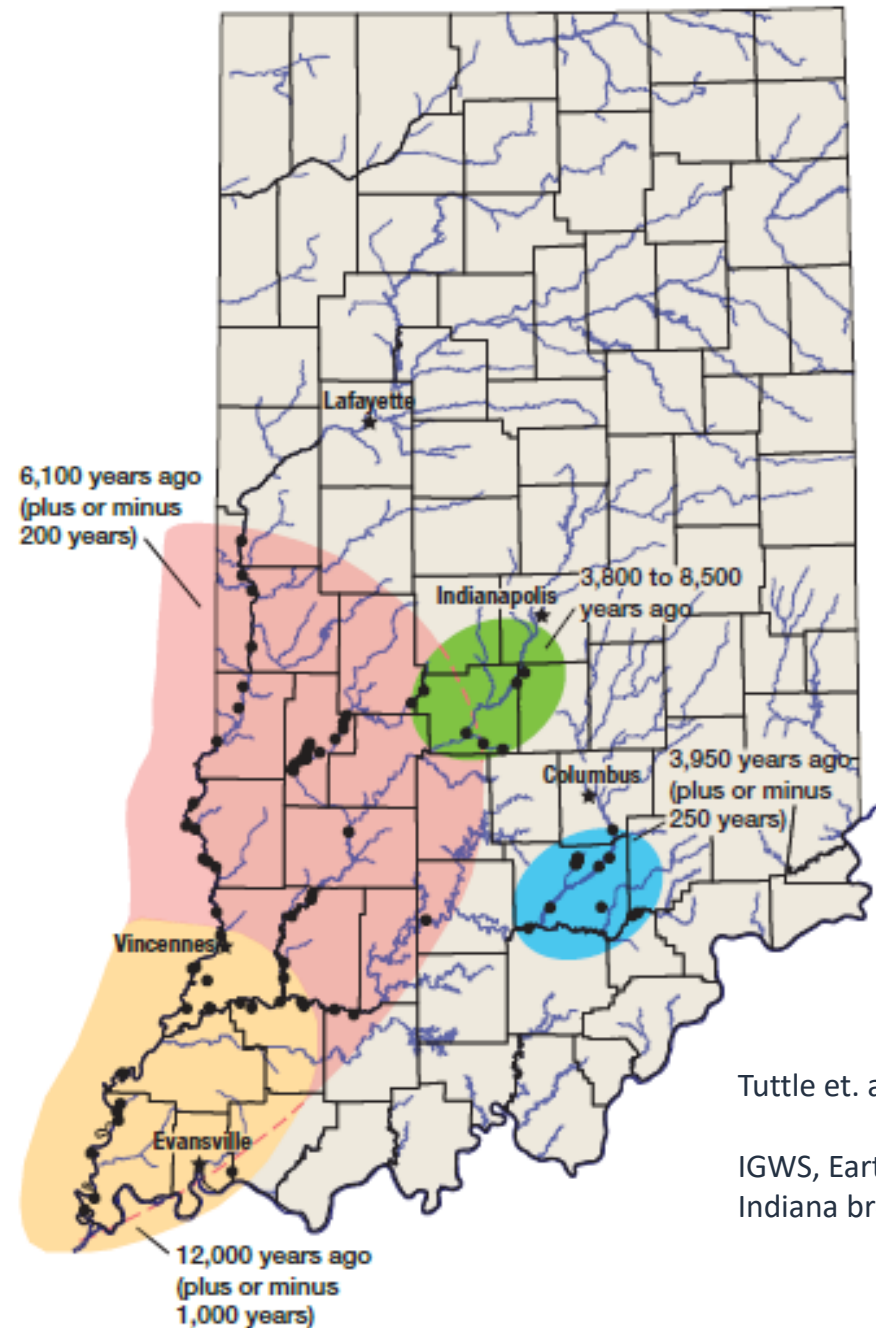 Lafayette
6,100 years ago
(plus or minus
200 years)
Indianapolis
3,800 to 8,500
years ago
Columbus
3,950 years ago
(plus or minus
250 years)
Vincennes
Evansville
12,000 years ago
(plus or minus
1,000 years)
Tuttle et. a
IGWS, Eart
Indiana br